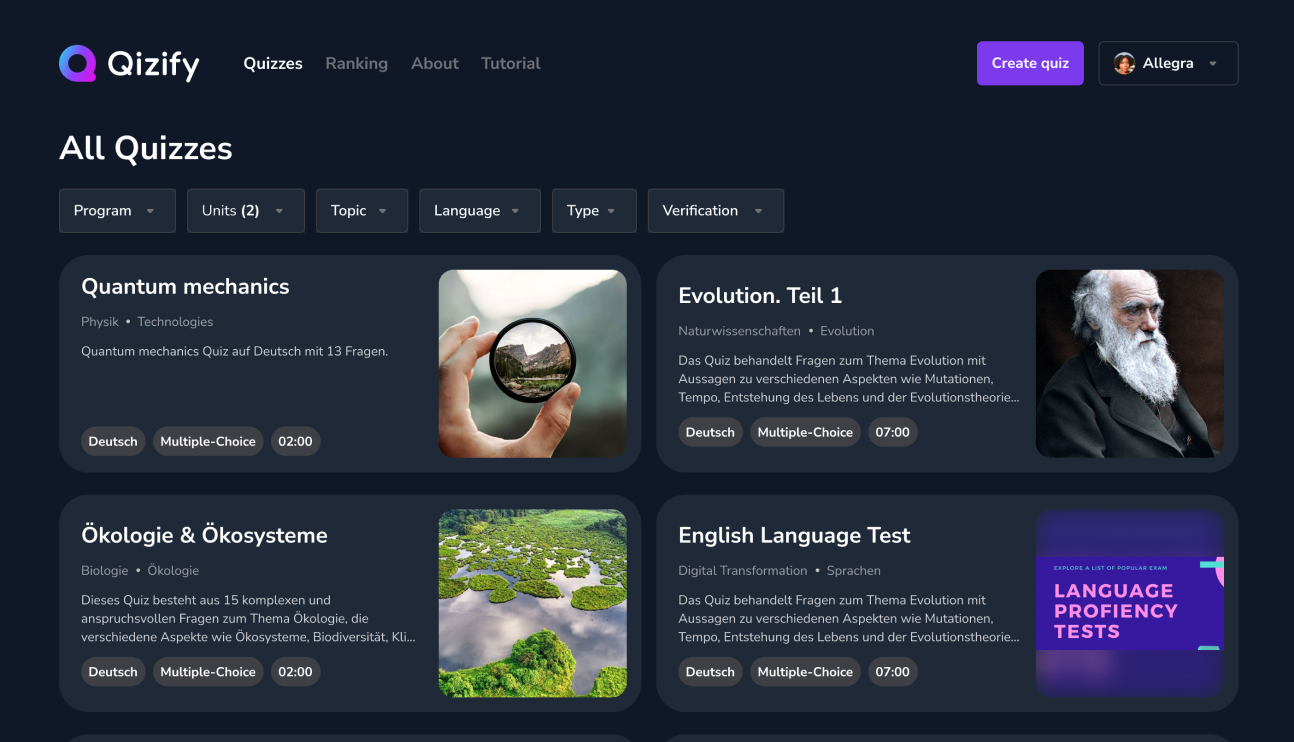 Qizify
Quizzes
Ranking
About
Tutorial
Create quiz
Allegra
All Quizzes
Program
Units (2)
Topic
Language
Type
Verification
Quantum mechanics
Physik • Technologies
Quantum mechanics Quiz auf Deutsch mit 13 Fragen.
Deutsch
Multiple-Choice
02:00
Evolution. Teil 1
Naturwissenschaften • Evolution
Das Quiz behandelt Fragen zum Thema Evolution mit
Aussagen zu verschiedenen Aspekten wie Mutationen,
Tempo, Entstehung des Lebens und der Evolutionstheorie...
Deutsch
Multiple-Choice
07:00
Ökologie & Ökosysteme
Biologie • Ökologie
Dieses Quiz besteht aus 15 komplexen und
anspruchsvollen Fragen zum Thema Ökologie, die
verschiedene Aspekte wie Ökosysteme, Biodiversität, Kli...
Deutsch
Multiple-Choice
02:00
English Language Test
Digital Transformation • Sprachen
Das Quiz behandelt Fragen zum Thema Evolution mit
Aussagen zu verschiedenen Aspekten wie Mutationen,
Tempo, Entstehung des Lebens und der Evolutionstheorie...
Deutsch
Multiple-Choice
07:00
EXPLORE A LIST OF POPULAR EXAM
LANGUAGE
PROFIENCY
TESTS